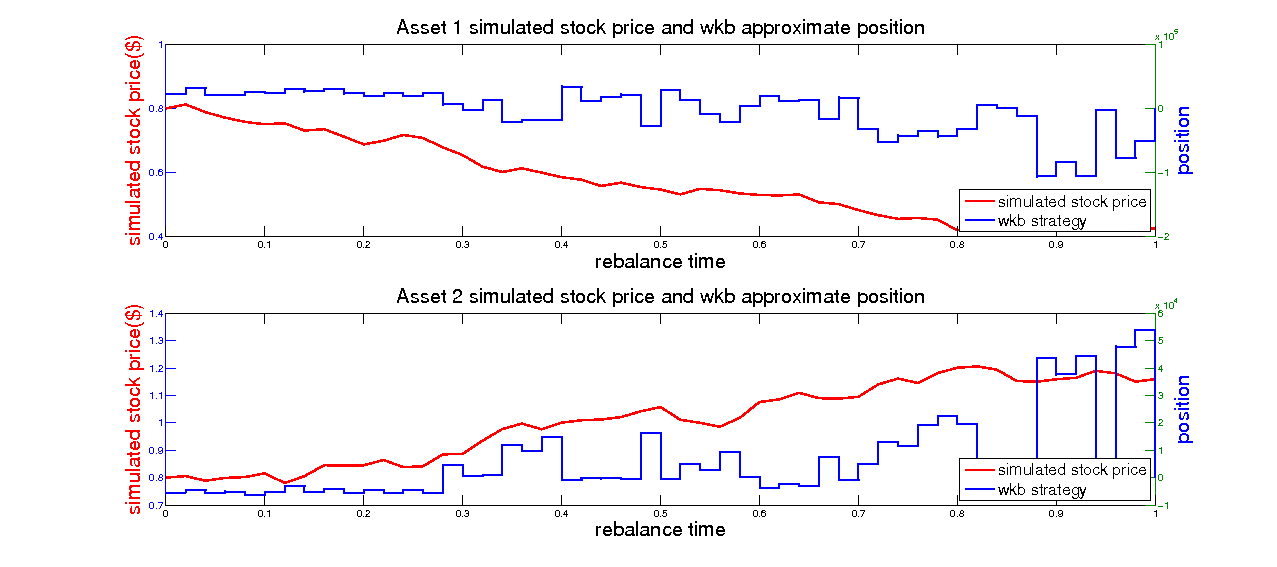 Asset 1 simulated stock price and wkb approximate position
x 10^5
simulated stock price($)
1
0.8
0.6
0.4
1
0
-1
-2
position
simulated stock price
wkb strategy
0 0.1 0.2 0.3 0.4 0.5 0.6 0.7 0.8 0.9 1
rebalance time
Asset 2 simulated stock price and wkb approximate position
x 10^4
simulated stock price($)
1.4
1.3
1.2
1.1
1
0.9
0.8
0.7
6
5
4
3
2
1
0
-1
position
simulated stock price
wkb strategy
0 0.1 0.2 0.3 0.4 0.5 0.6 0.7 0.8 0.9 1
rebalance time